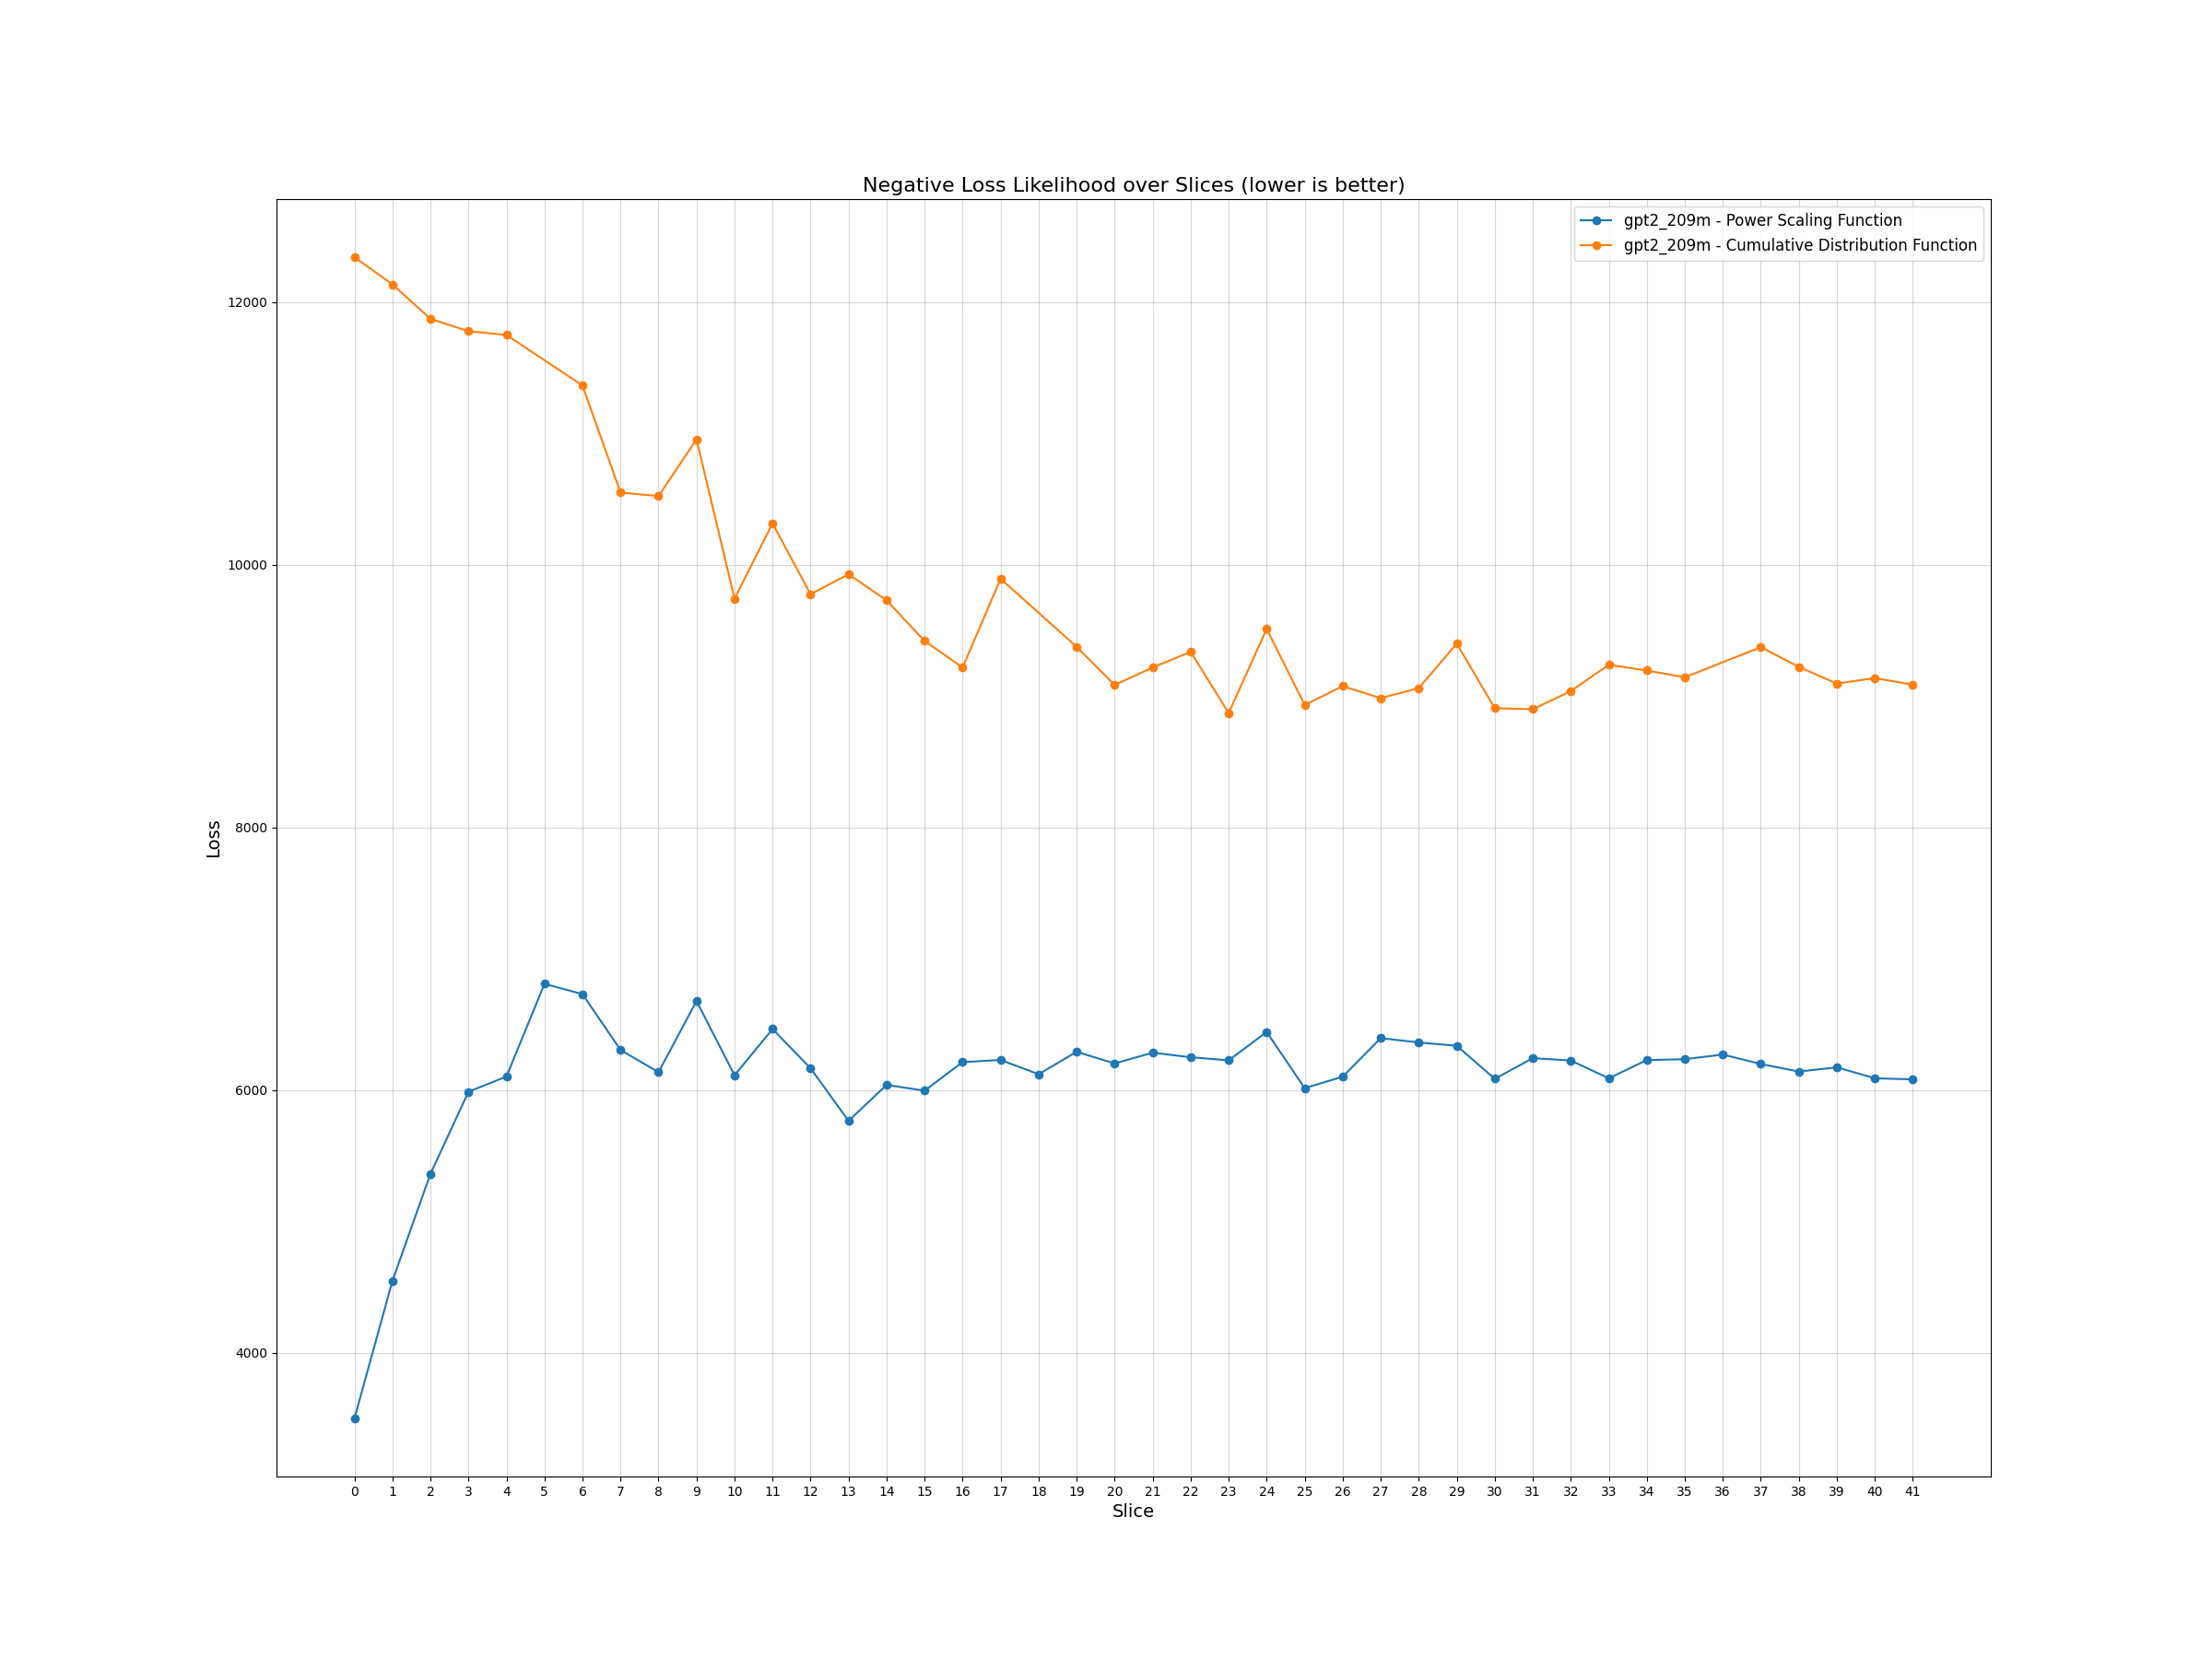 Negative Loss Likelihood over Slices (lower is better)
gpt2_209m - Power Scaling Function
gpt2_209m - Cumulative Distribution Function
12000
10000
8000
6000
4000
Loss
0 1 2 3 4 5 6 7 8 9 10 11 12 13 14 15 16 17 18 19 20 21 22 23 24 25 26 27 28 29 30 31 32 33 34 35 36 37 38 39 40 41
Slice